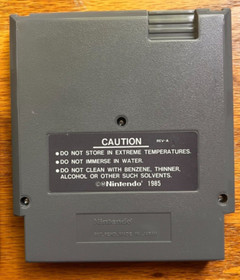 CAUTION REV-A
• DO NOT STORE IN EXTREME TEMPERATURES.
• DO NOT IMMERSE IN WATER.
• DO NOT CLEAN WITH BENZENE, THINNER,
ALCOHOL OR OTHER SUCH SOLVENTS.
©®Nintendo 1985
Nintendo